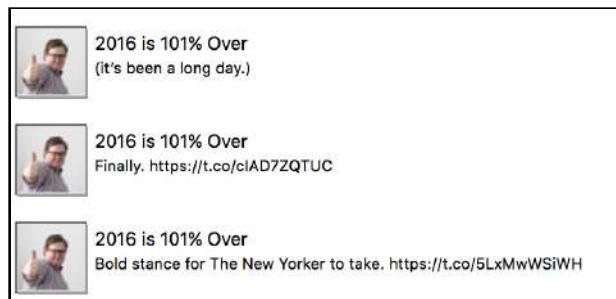 2016 is 101% Over
(it's been a long day.)
2016 is 101% Over
Finally. https://t.co/clAD7ZQTUC
2016 is 101% Over
Bold stance for The New Yorker to take. https://t.co/5LxMwWSiWH